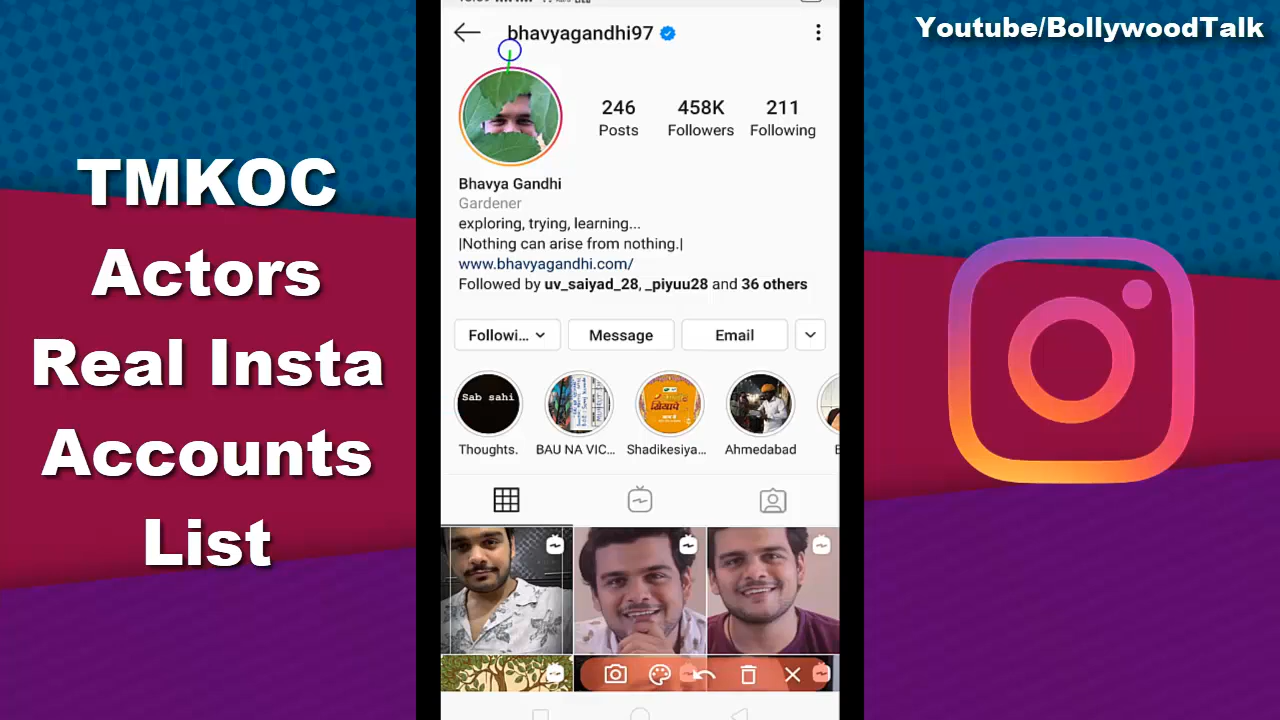 Youtube/BollywoodTalk
TMKOC
Actors
Real Insta
Accounts
List
bhavyagandhi97
246
Posts
458K
Followers
211
Following
Bhavya Gandhi
Gardener
exploring, trying, learning...
|Nothing can arise from nothing.|
www.bhavyagandhi.com/
Followed by uv_saiyad_28, _piyuu28 and 36 others
Followi...
Message
Email
Sab sahi
Thoughts.
BAU NA VIC...
Shadikesiya...
Ahmedabad